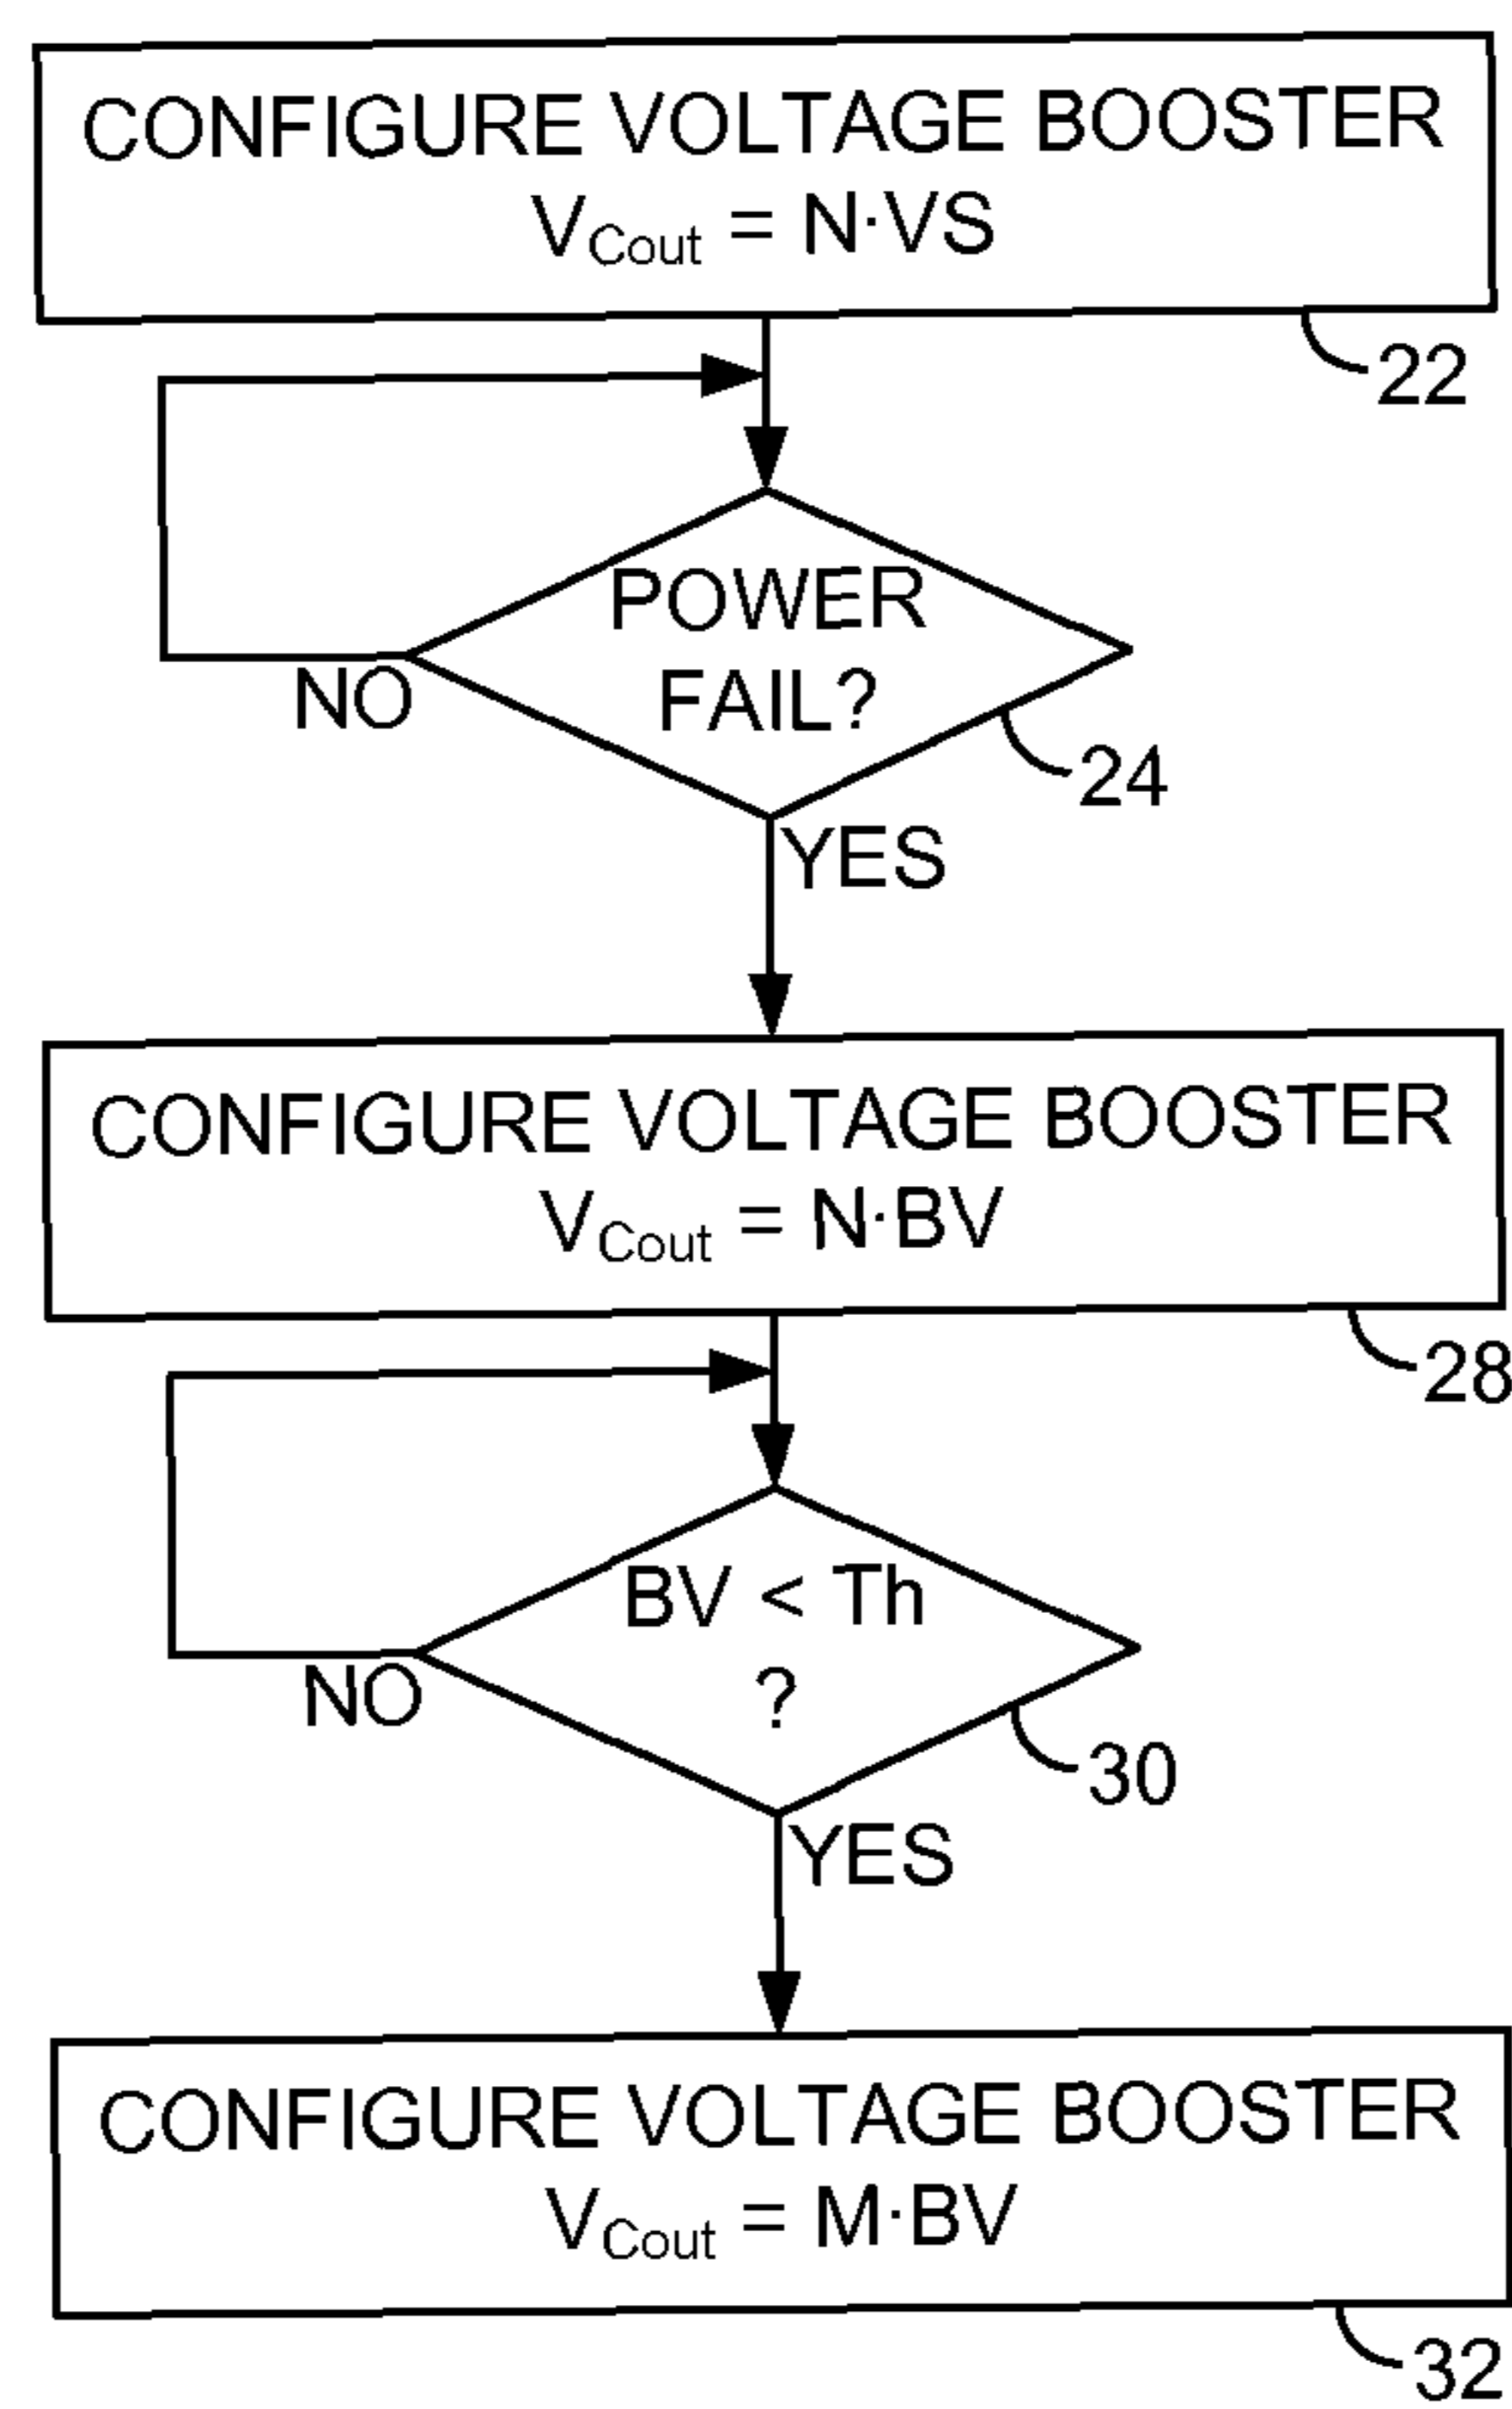 CONFIGURE VOLTAGE BOOSTER
VCout = N·VS
22
POWER
FAIL?
NO
24
YES
CONFIGURE VOLTAGE BOOSTER
VCout = N·BV
28
BV < Th
?
NO
30
YES
CONFIGURE VOLTAGE BOOSTER
VCout = M·BV
32